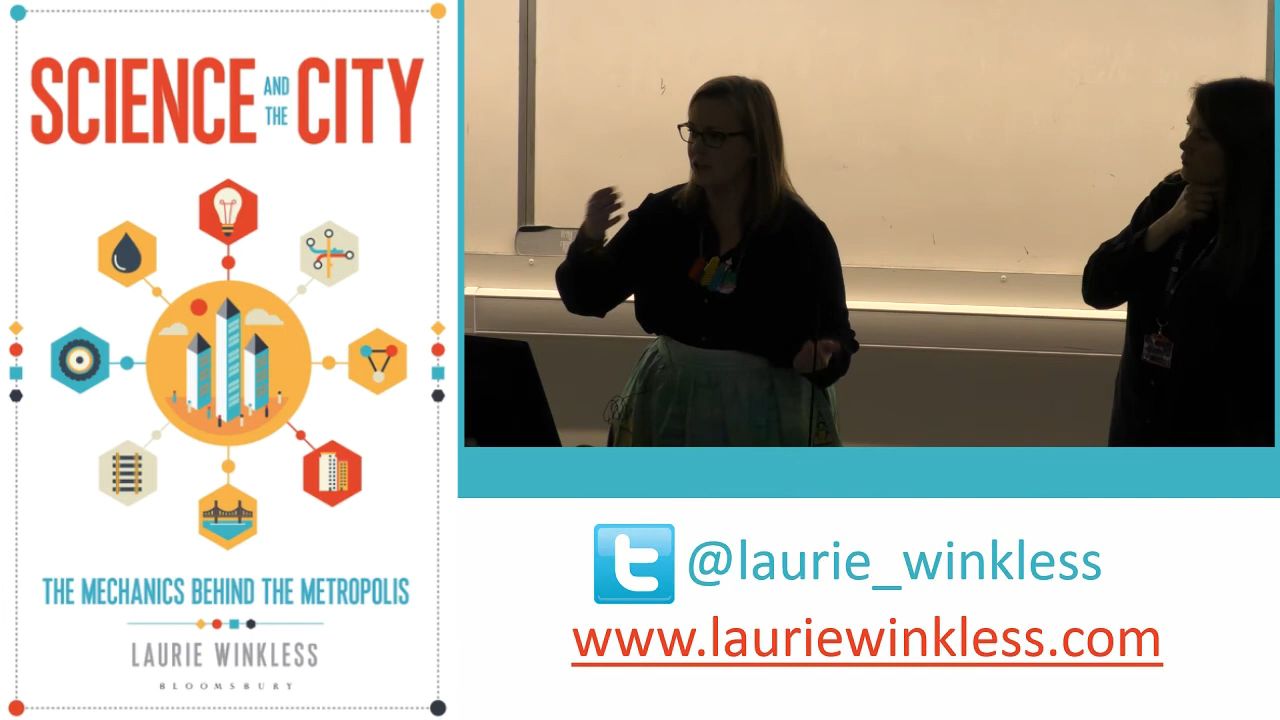 SCIENCE AND THE CITY
THE MECHANICS BEHIND THE METROPOLIS
LAURIE WINKLESS
BLOOMSBURY
@laurie_winkless
www.lauriewinkless.com